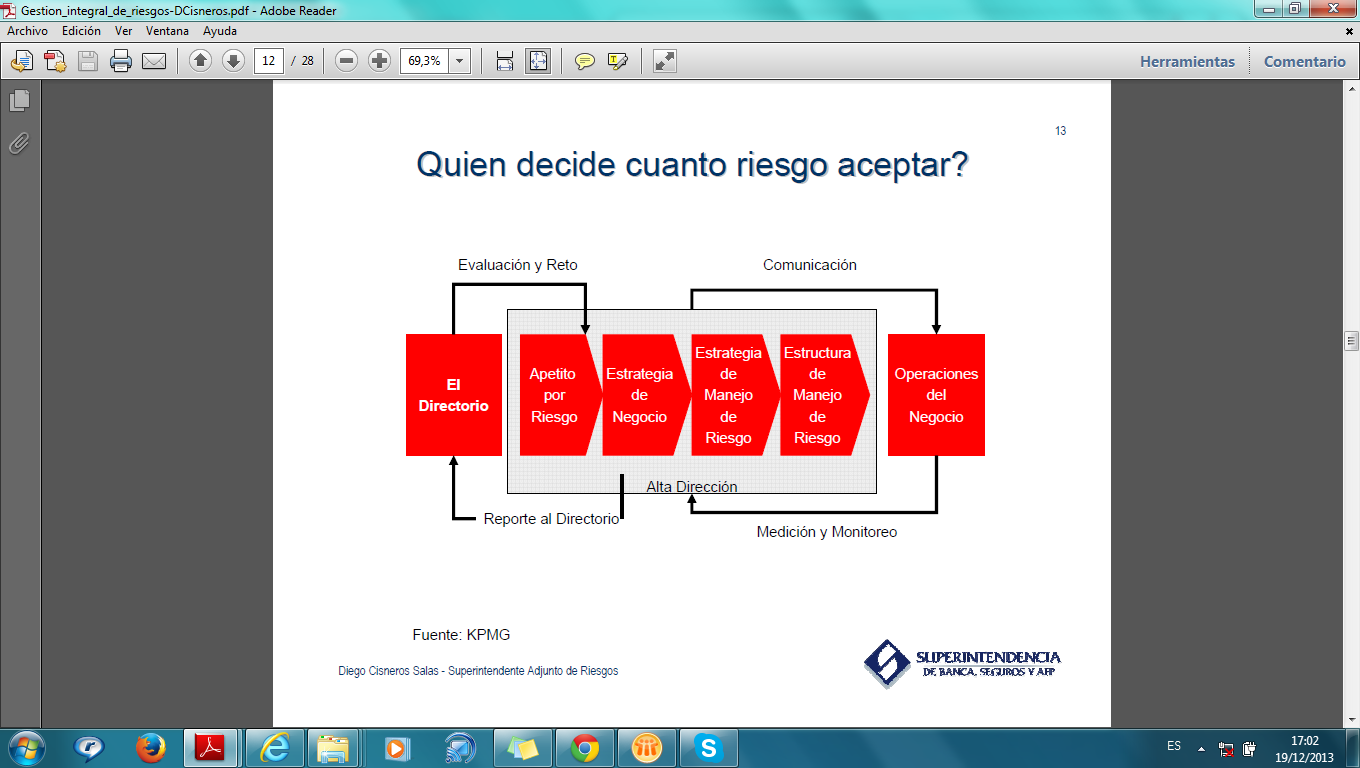 Gestion_integral_de_riesgos-DCisneros.pdf - Adobe Reader
Archivo Edición Ver Ventana Ayuda
12 / 28 69,3% Herramientas Comentario
13
Quien decide cuanto riesgo aceptar?
Evaluación y Reto
Comunicación
El
Directorio
Apetito
por
Riesgo
Estrategia
de
Negocio
Estrategia
de
Manejo
de
Riesgo
Estructura
de
Manejo
de
Riesgo
Operaciones
del
Negocio
Alta Dirección
Reporte al Directorio
Medición y Monitoreo
Fuente: KPMG
Diego Cisneros Salas - Superintendente Adjunto de Riesgos
SUPERINTENDENCIA
DE BANCA, SEGUROS Y AFP
ES
17:02
19/12/2013